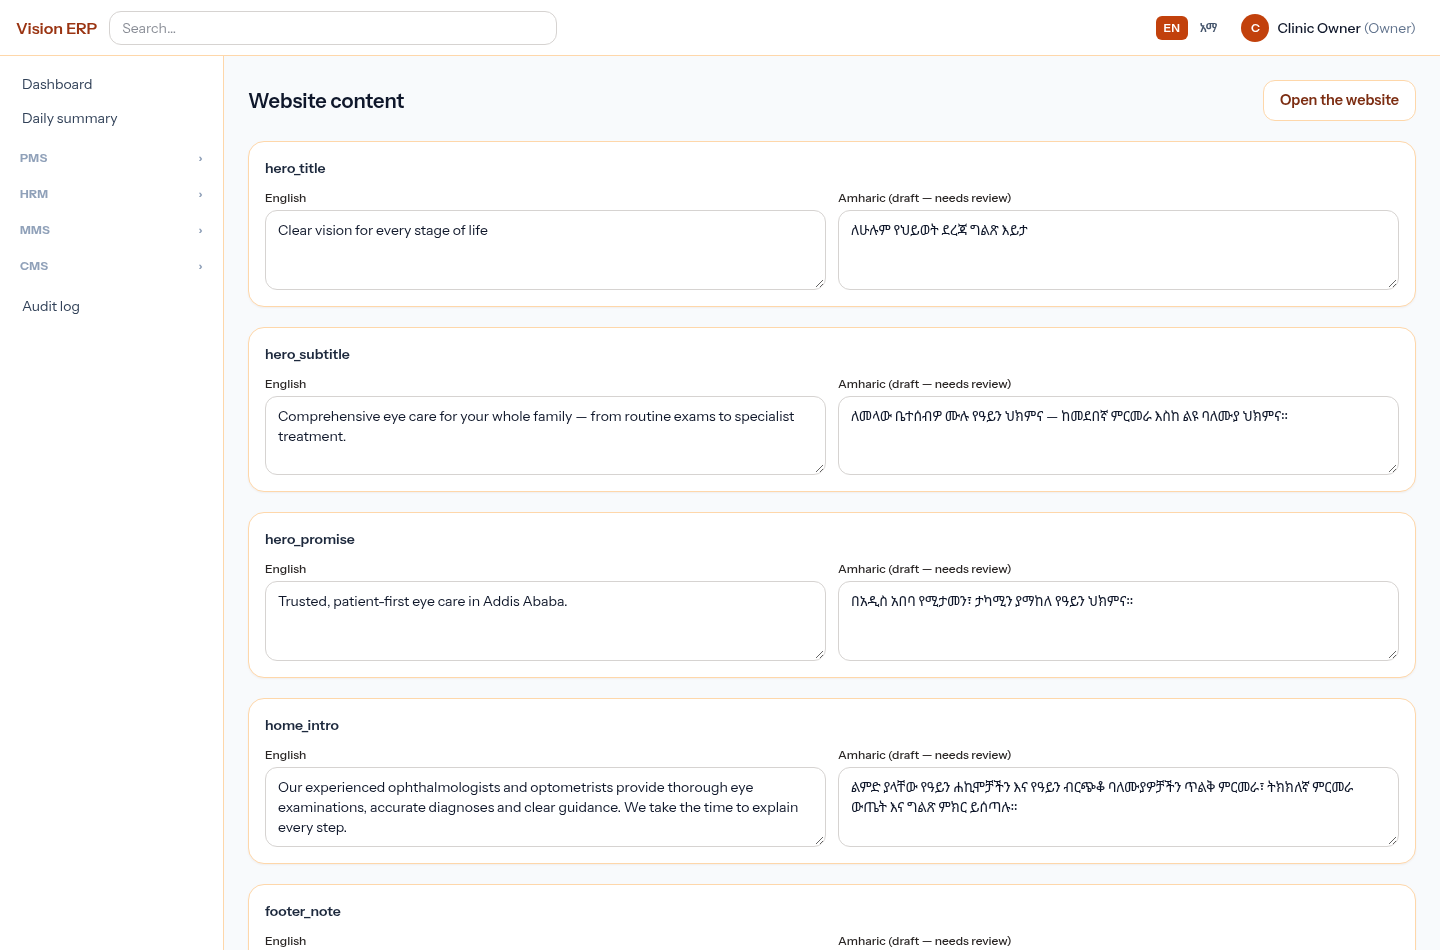 Vision ERP
Search...
EN
አማ
C
Clinic Owner (Owner)
Dashboard
Daily summary
PMS
HRM
MMS
CMS
Audit log
Website content
Open the website
hero_title
English
Amharic (draft — needs review)
Clear vision for every stage of life
ለሁሉም የህይወት ደረጃ ግልጽ እይታ
hero_subtitle
English
Amharic (draft — needs review)
Comprehensive eye care for your whole family — from routine exams to specialist
treatment.
ለመላው ቤተሰብዎ ሙሉ የዓይን ህክምና — ከመደበኛ ምርመራ እስከ ልዩ ባለሙያ ህክምና።
hero_promise
English
Amharic (draft — needs review)
Trusted, patient-first eye care in Addis Ababa.
በአዲስ አበባ የሚታመን፣ ታካሚን ያማከለ የዓይን ህክምና።
home_intro
English
Amharic (draft — needs review)
Our experienced ophthalmologists and optometrists provide thorough eye
examinations, accurate diagnoses and clear guidance. We take the time to explain
every step.
ልምድ ያላቸው የዓይን ሐኪሞቻችን እና የዓይን ብርጭቆ ባለሙያዎቻችን ጥልቅ ምርመራ፣ ትክክለኛ ምርመራ
ውጤት እና ግልጽ ምክር ይሰጣሉ።
footer_note
English
Amharic (draft — needs review)